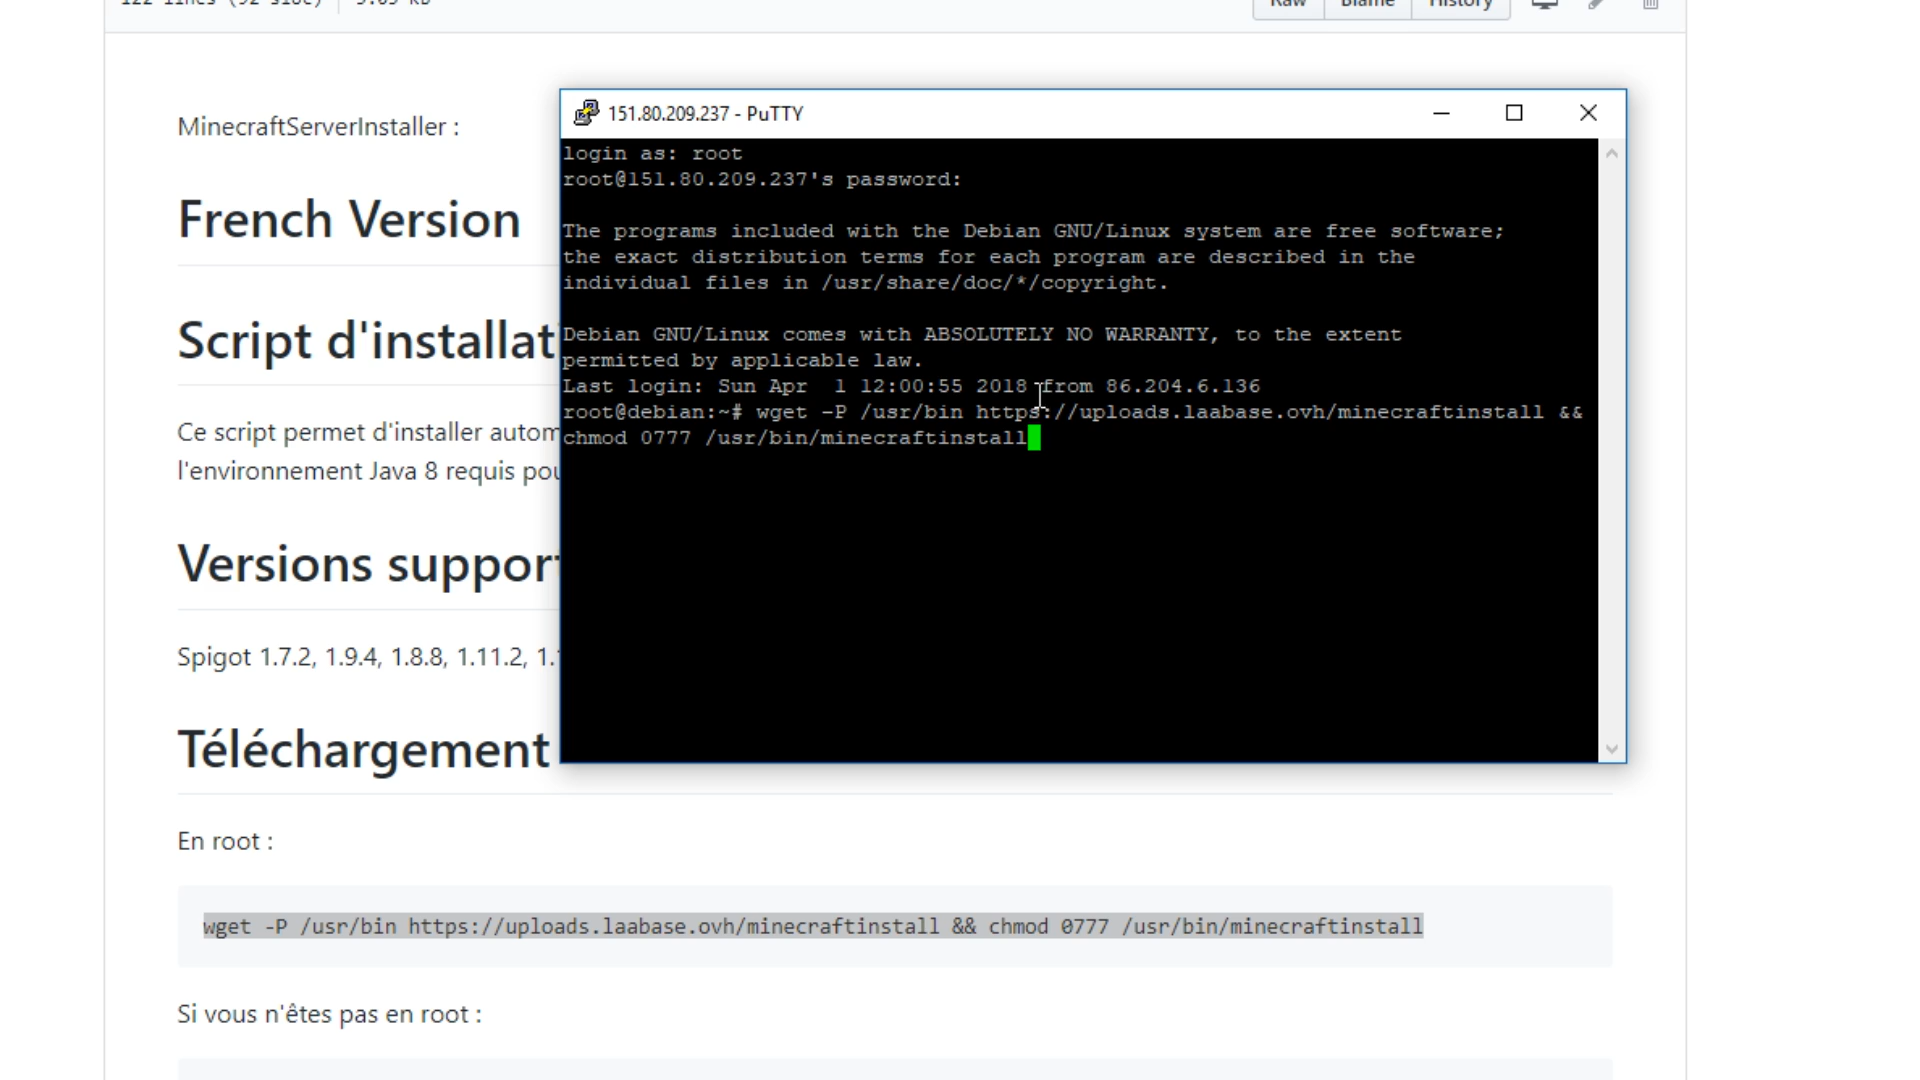 Raw Blame History
MinecraftServerInstaller :
French Version
Script d'installati
Ce script permet d'installer autom
l'environnement Java 8 requis pou
Versions support
Spigot 1.7.2, 1.9.4, 1.8.8, 1.11.2, 1.1
Téléchargement
151.80.209.237 - PuTTY
login as: root
root@151.80.209.237's password:
The programs included with the Debian GNU/Linux system are free software;
the exact distribution terms for each program are described in the
individual files in /usr/share/doc/*/copyright.
Debian GNU/Linux comes with ABSOLUTELY NO WARRANTY, to the extent
permitted by applicable law.
Last login: Sun Apr  1 12:00:55 2018 from 86.204.6.136
root@debian:~# wget -P /usr/bin https://uploads.laabase.ovh/minecraftinstall &&
chmod 0777 /usr/bin/minecraftinstall
En root :
wget -P /usr/bin https://uploads.laabase.ovh/minecraftinstall && chmod 0777 /usr/bin/minecraftinstall
Si vous n'êtes pas en root :